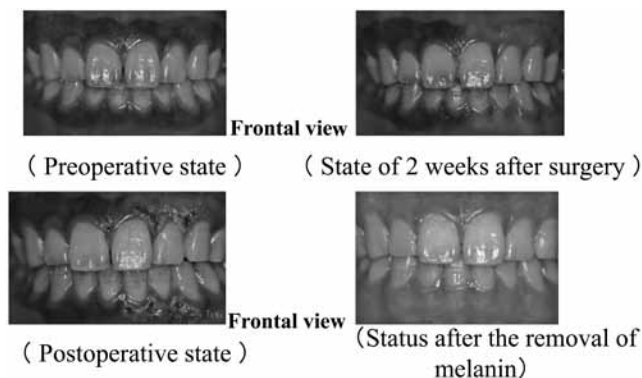 Frontal view
( Preoperative state )
( State of 2 weeks after surgery )
Frontal view
( Postoperative state )
(Status after the removal of
melanin)